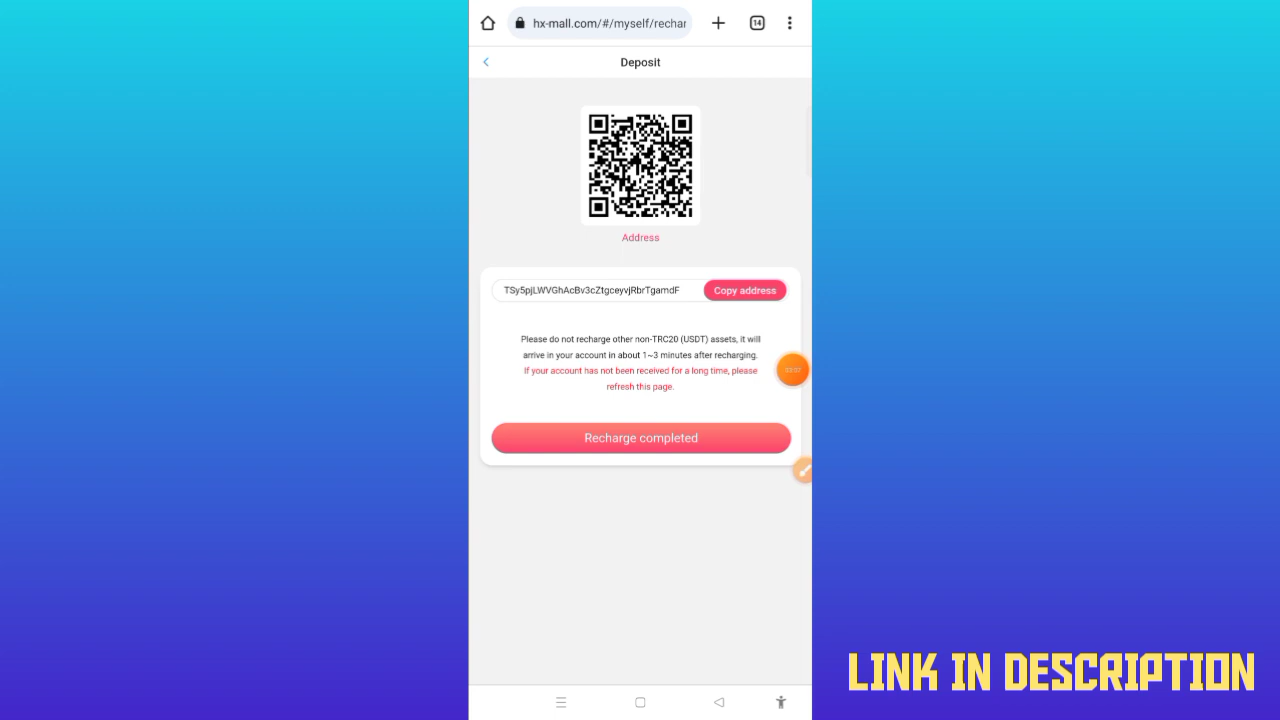 hx-mall.com/#/myself/rechar
14
Deposit
Address
TSy5pjLWVGhAcBv3cZtgceyvjRbrTgamdF
Copy address
Please do not recharge other non-TRC20 (USDT) assets, it will
arrive in your account in about 1~3 minutes after recharging.
If your account has not been received for a long time, please
refresh this page.
Recharge completed
LINK IN DESCRIPTION